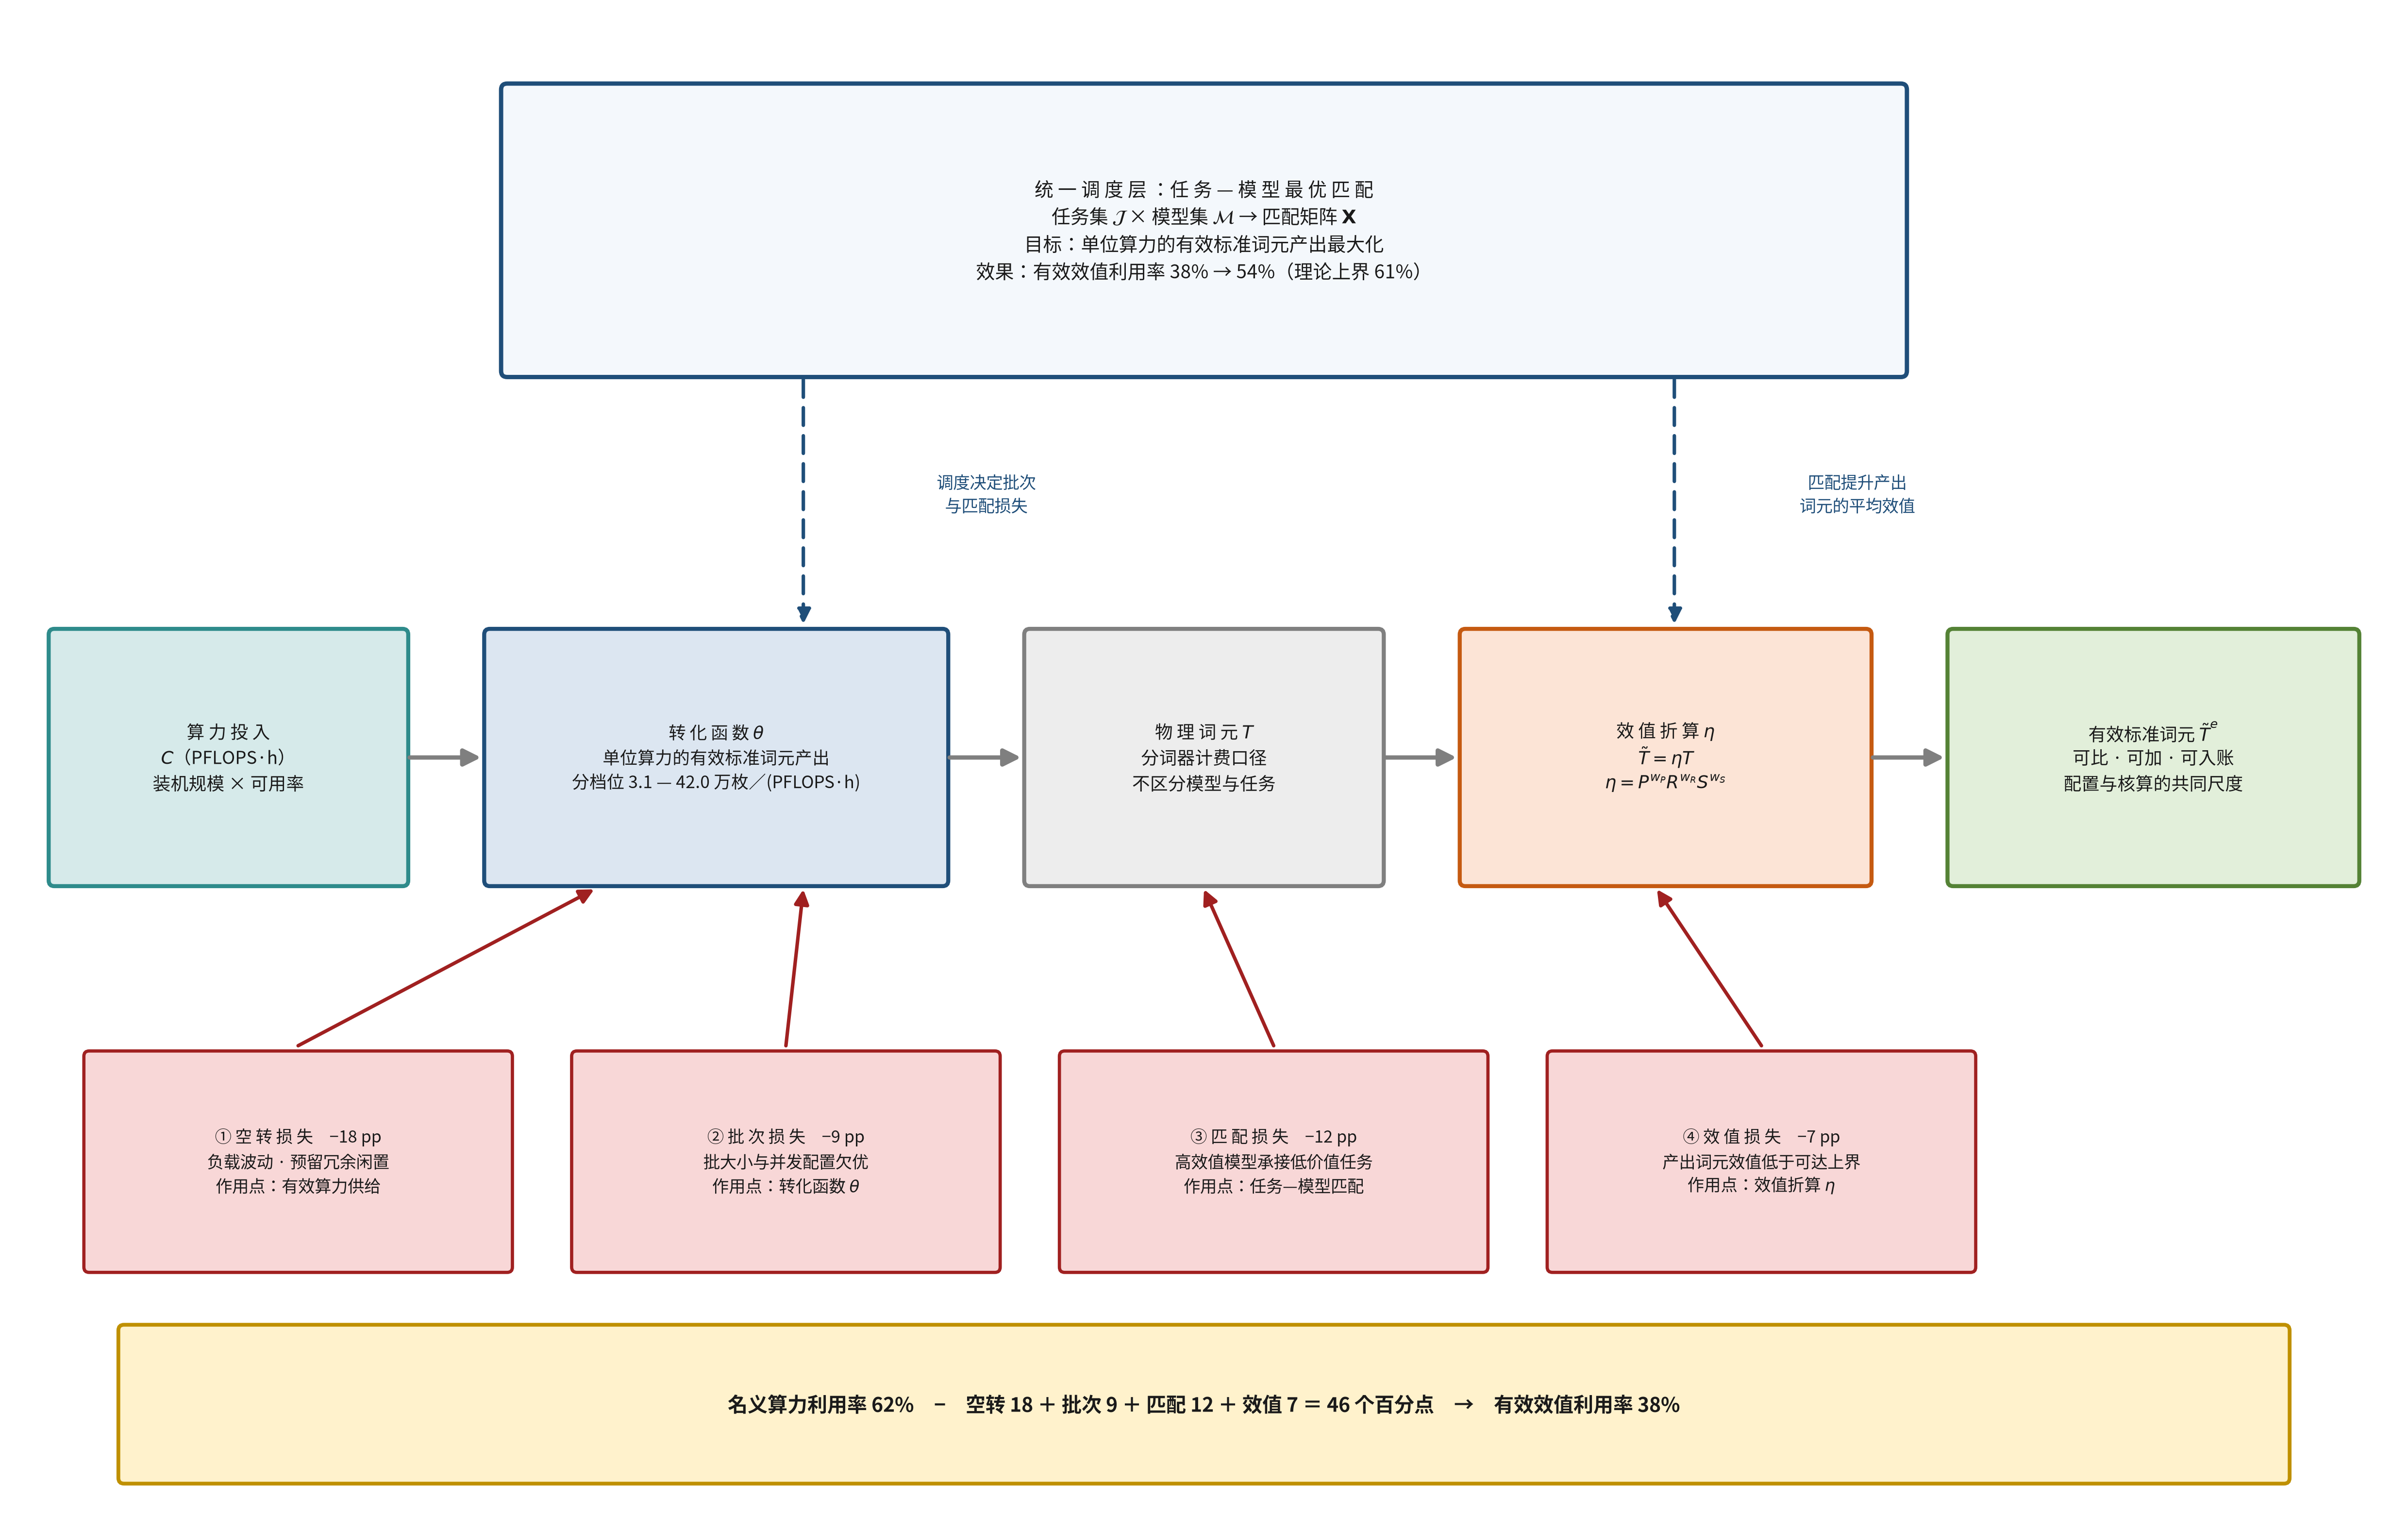 统一调度层：任务—模型最优匹配
任务集 𝒥 × 模型集 ℳ → 匹配矩阵 X
目标：单位算力的有效标准词元产出最大化
效果：有效效值利用率 38% → 54%（理论上界 61%）
调度决定批次
与匹配损失
匹配提升产出
词元的平均效值
算力投入
C（PFLOPS·h）
装机规模 × 可用率
转化函数 θ
单位算力的有效标准词元产出
分档位 3.1 — 42.0 万枚／(PFLOPS·h)
物理词元 T
分词器计费口径
不区分模型与任务
效值折算 η
T̃ = ηT
η = P^{w_P} R^{w_R} S^{w_S}
有效标准词元 T̃^e
可比 · 可加 · 可入账
配置与核算的共同尺度
① 空转损失 −18 pp
负载波动 · 预留冗余闲置
作用点：有效算力供给
② 批次损失 −9 pp
批大小与并发配置欠优
作用点：转化函数 θ
③ 匹配损失 −12 pp
高效值模型承接低价值任务
作用点：任务—模型匹配
④ 效值损失 −7 pp
产出词元效值低于可达上界
作用点：效值折算 η
名义算力利用率 62% − 空转 18 ＋ 批次 9 ＋ 匹配 12 ＋ 效值 7 ＝ 46 个百分点 → 有效效值利用率 38%